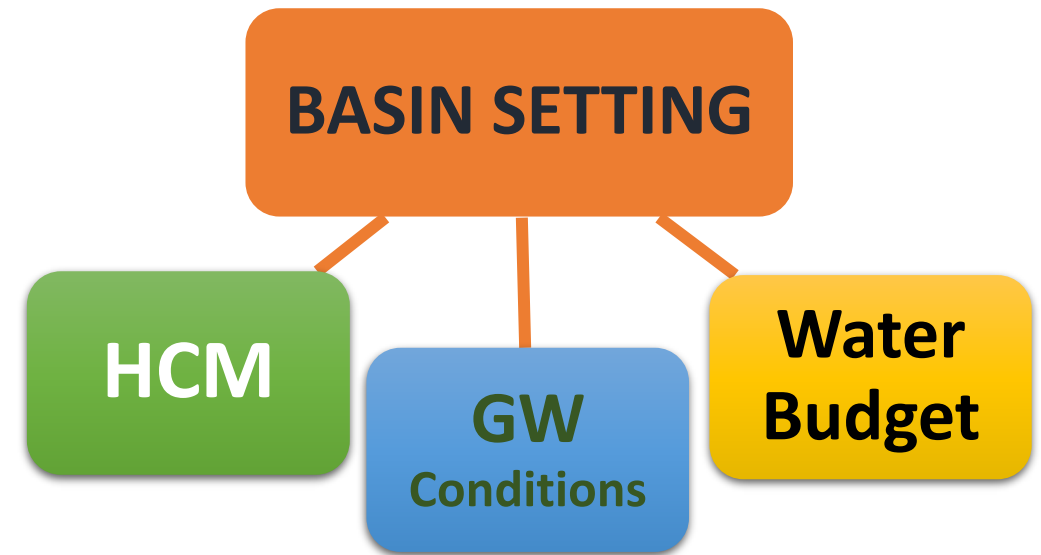 BASIN SETTING
HCM
GW
Conditions
Water
Budget